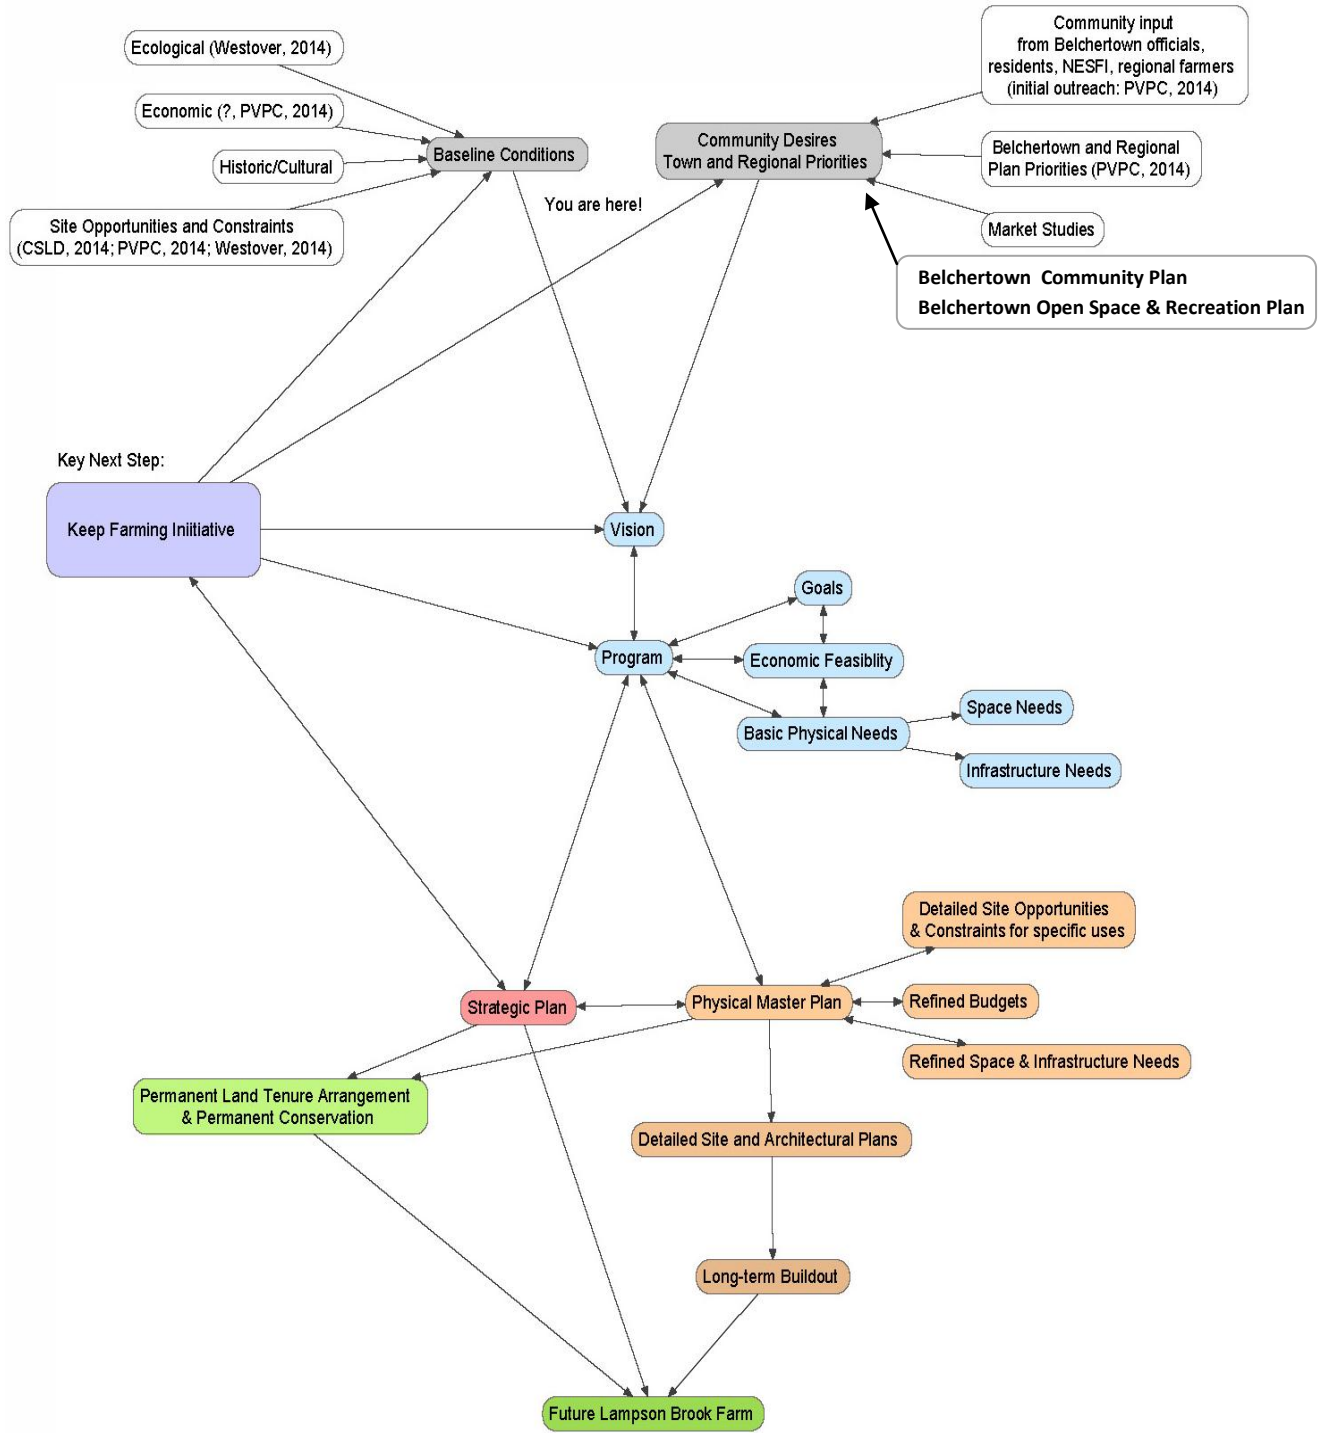 Ecological (Westover, 2014)
Economic (?, PVPC, 2014)
Historic/Cultural
Site Opportunities and Constraints
(CSLD, 2014; PVPC, 2014; Westover, 2014)
Baseline Conditions
Community Desires
Town and Regional Priorities
Community input
from Belchertown officials,
residents, NESFI, regional farmers
(initial outreach: PVPC, 2014)
Belchertown and Regional
Plan Priorities (PVPC, 2014)
Market Studies
You are here!
Belchertown Community Plan
Belchertown Open Space & Recreation Plan
Key Next Step:
Keep Farming Iniitiative
Vision
Goals
Program
Economic Feasiblity
Basic Physical Needs
Space Needs
Infrastructure Needs
Detailed Site Opportunities
& Constraints for specific uses
Strategic Plan
Physical Master Plan
Refined Budgets
Refined Space & Infrastructure Needs
Permanent Land Tenure Arrangement
& Permanent Conservation
Detailed Site and Architectural Plans
Long-term Buildout
Future Lampson Brook Farm